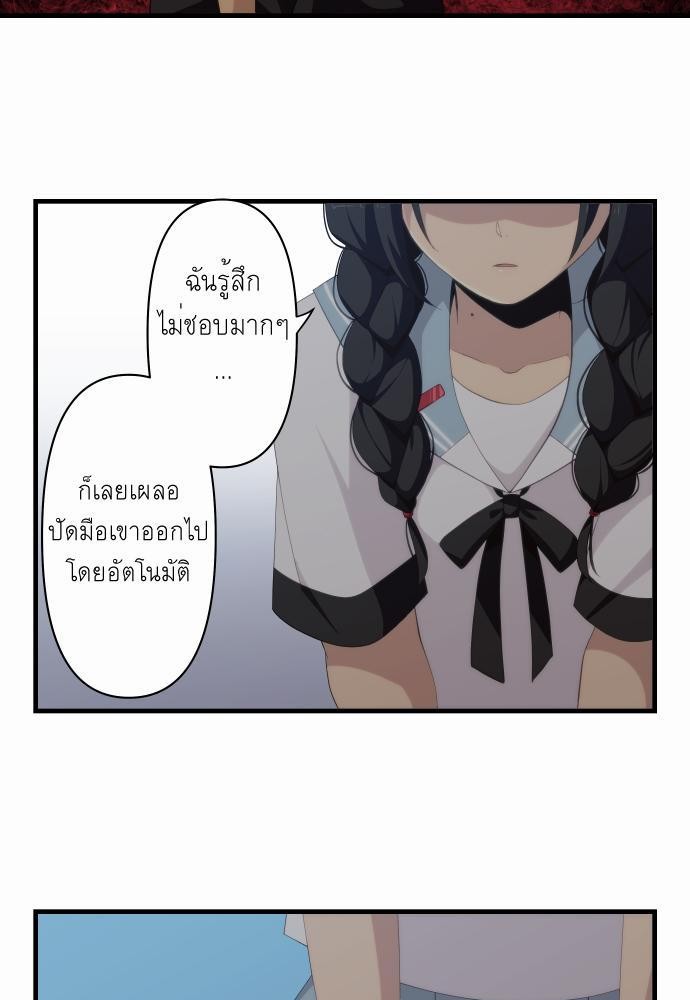 ฉันรู้สึก
ไม่ชอบมากๆ
...
ก็เลยเผลอ
ปัดมือเขาออกไป
โดยอัตโนมัติ